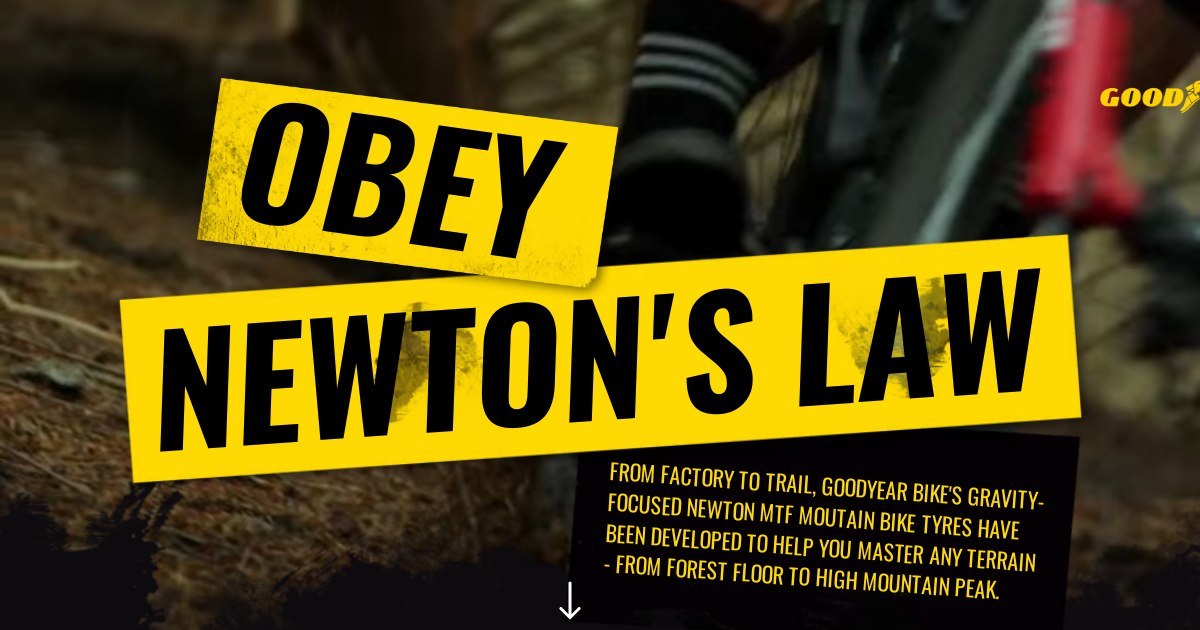 OBEY
GOOD
NEWTON'S LAW
FROM FACTORY TO TRAIL, GOODYEAR BIKE'S GRAVITY-
FOCUSED NEWTON MTF MOUTAIN BIKE TYRES HAVE
BEEN DEVELOPED TO HELP YOU MASTER ANY TERRAIN
- FROM FOREST FLOOR TO HIGH MOUNTAIN PEAK.